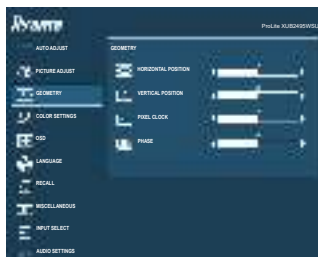 ProLite XUB2495WSU
AUTO ADJUST
PICTURE ADJUST
GEOMETRY
COLOR SETTINGS
OSD
LANGUAGE
RECALL
MISCELLANEOUS
INPUT SELECT
AUDIO SETTINGS
GEOMETRY
HORIZONTAL POSITION
VERTICAL POSITION
PIXEL CLOCK
PHASE